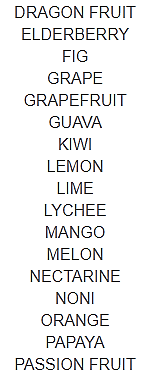 DRAGON FRUIT
ELDERBERRY
FIG
GRAPE
GRAPEFRUIT
GUAVA
KIWI
LEMON
LIME
LYCHEE
MANGO
MELON
NECTARINE
NONI
ORANGE
PAPAYA
PASSION FRUIT